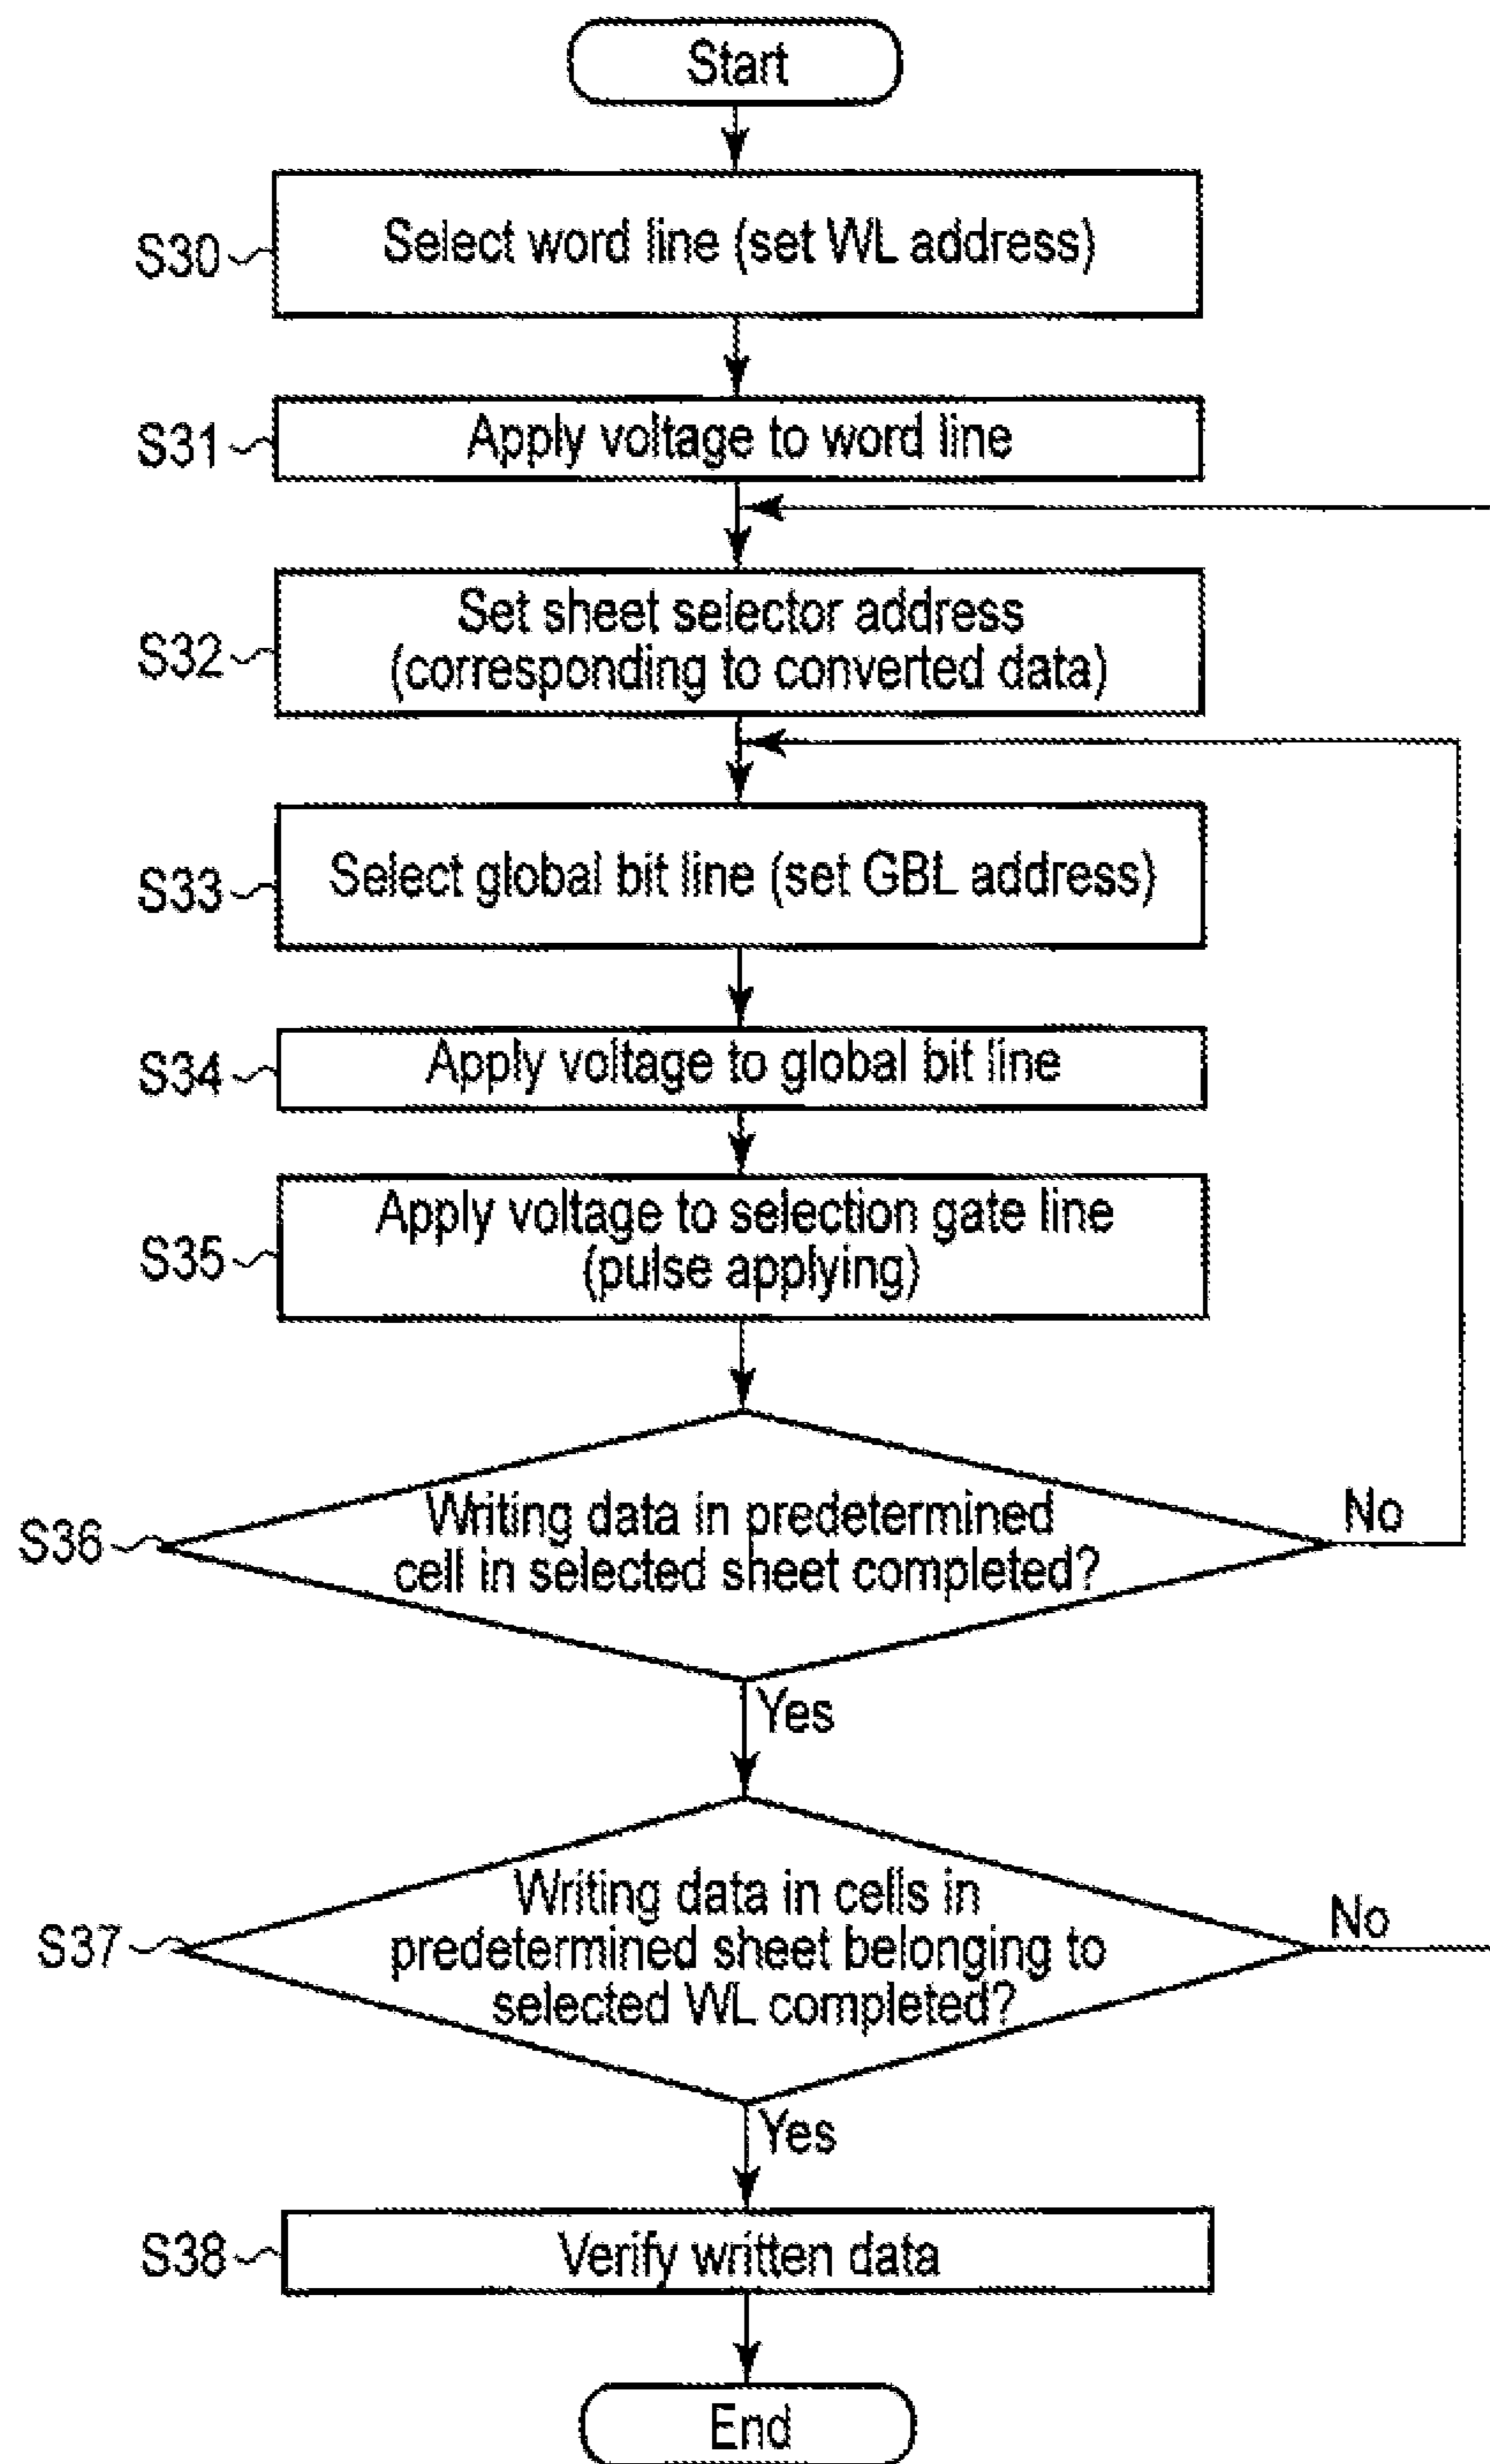 Start
S30
Select word line (set WL address)
S31
Apply voltage to word line
S32
Set sheet selector address
(corresponding to converted data)
S33
Select global bit line (set GBL address)
S34
Apply voltage to global bit line
S35
Apply voltage to selection gate line
(pulse applying)
S36
Writing data in predetermined
cell in selected sheet completed?
No
Yes
S37
Writing data in cells in
predetermined sheet belonging to
selected WL completed?
No
Yes
S38
Verify written data
End